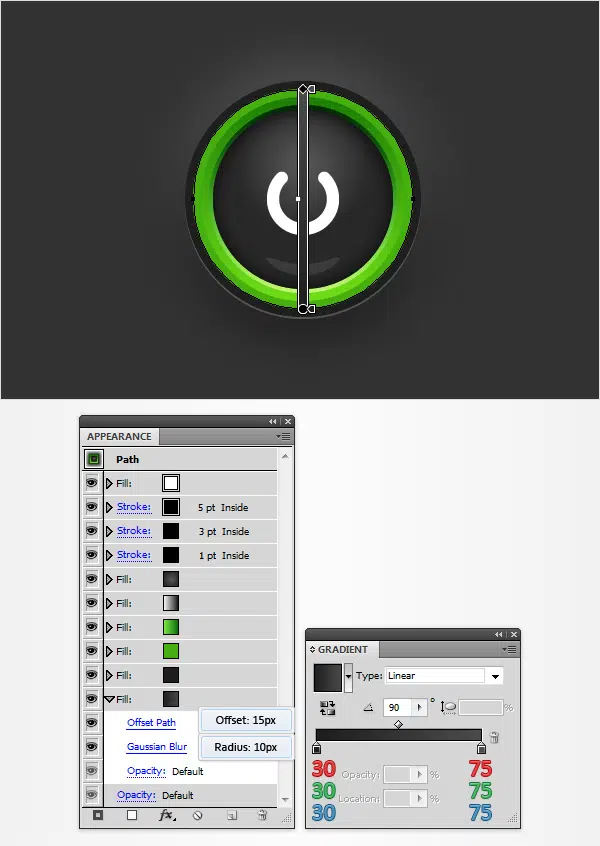 APPEARANCE
Path
Fill:
Stroke: 5 pt Inside
Stroke: 3 pt Inside
Stroke: 1 pt Inside
Fill:
Fill:
Fill:
Fill:
Fill:
Fill:
Offset Path Offset: 15px
Gaussian Blur Radius: 10px
Opacity: Default
Opacity: Default
fx
GRADIENT
Type: Linear
90 °
%
30 Opacity: % 75
30 Location: % 75
30 75